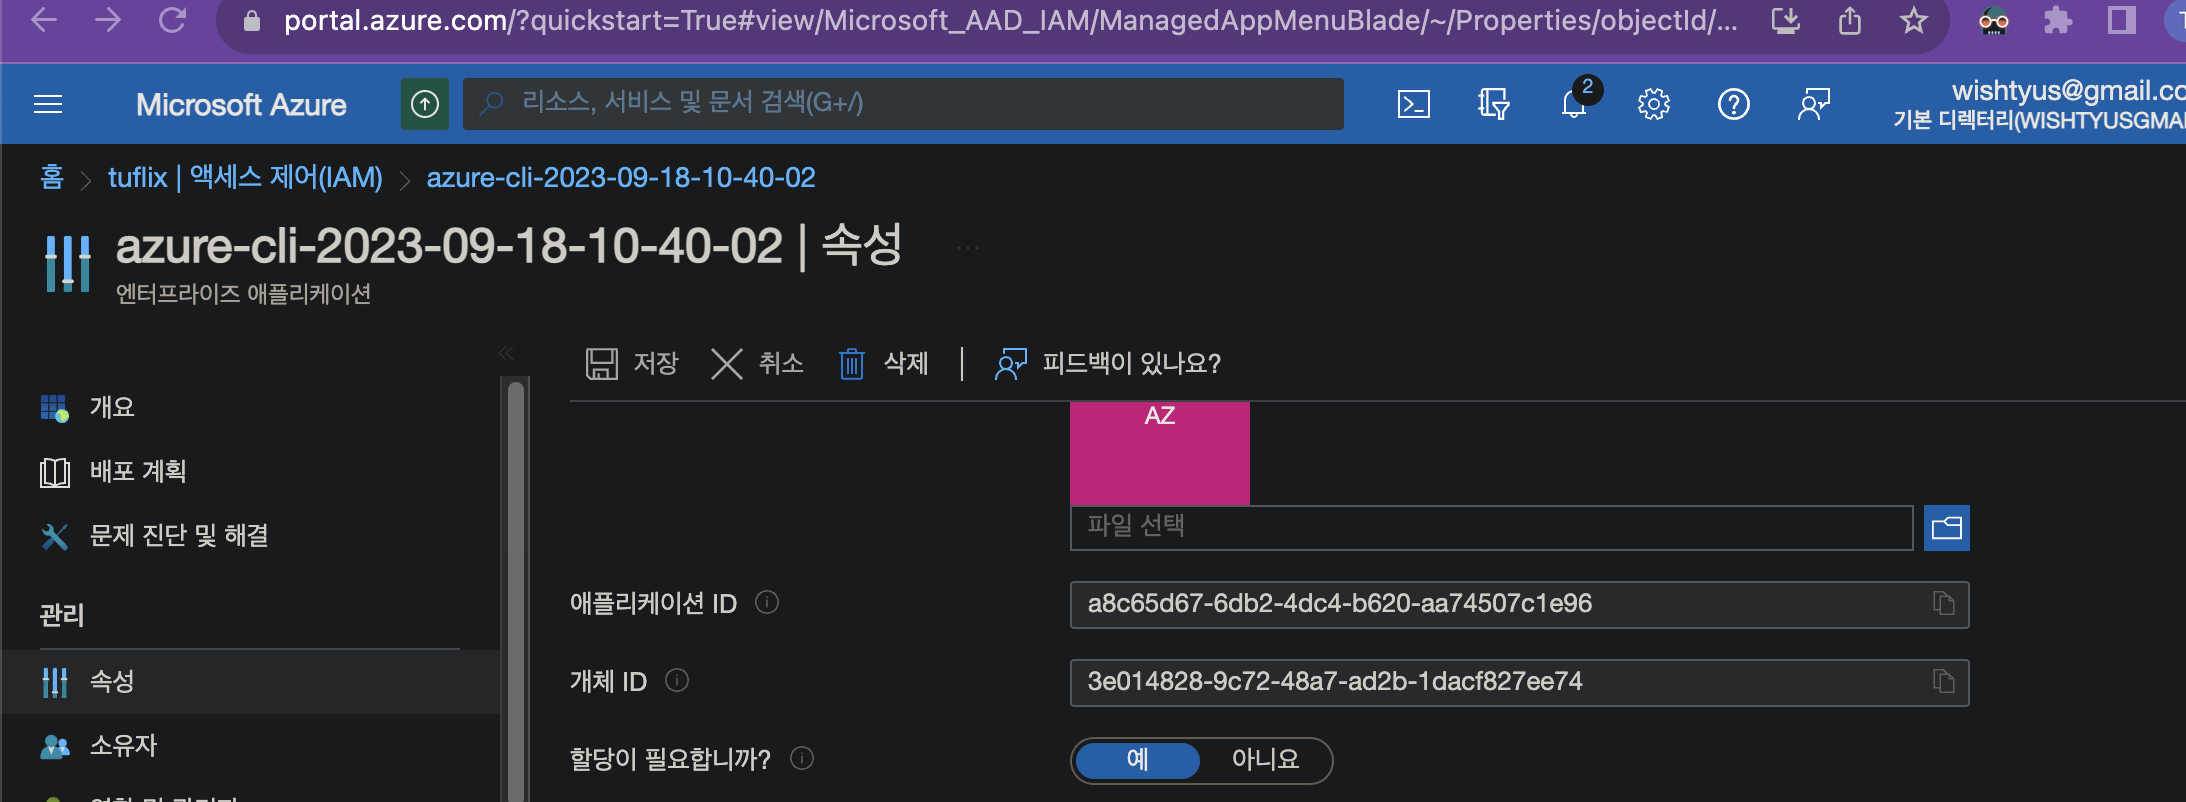 portal.azure.com/?quickstart=True#view/Microsoft_AAD_IAM/ManagedAppMenuBlade/~/Properties/objectId/...
Microsoft Azure
리소스, 서비스 및 문서 검색(G+/)
2
wishtyus@gmail.co
기본 디렉터리(WISHTYUSGMAI
홈 > tuflix | 액세스 제어(IAM) > azure-cli-2023-09-18-10-40-02
azure-cli-2023-09-18-10-40-02 | 속성 ...
엔터프라이즈 애플리케이션
저장 취소 삭제 | 피드백이 있나요?
개요
배포 계획
문제 진단 및 해결
관리
속성
소유자
AZ
파일 선택
애플리케이션 ID
a8c65d67-6db2-4dc4-b620-aa74507c1e96
개체 ID
3e014828-9c72-48a7-ad2b-1dacf827ee74
할당이 필요합니까?
예 아니요